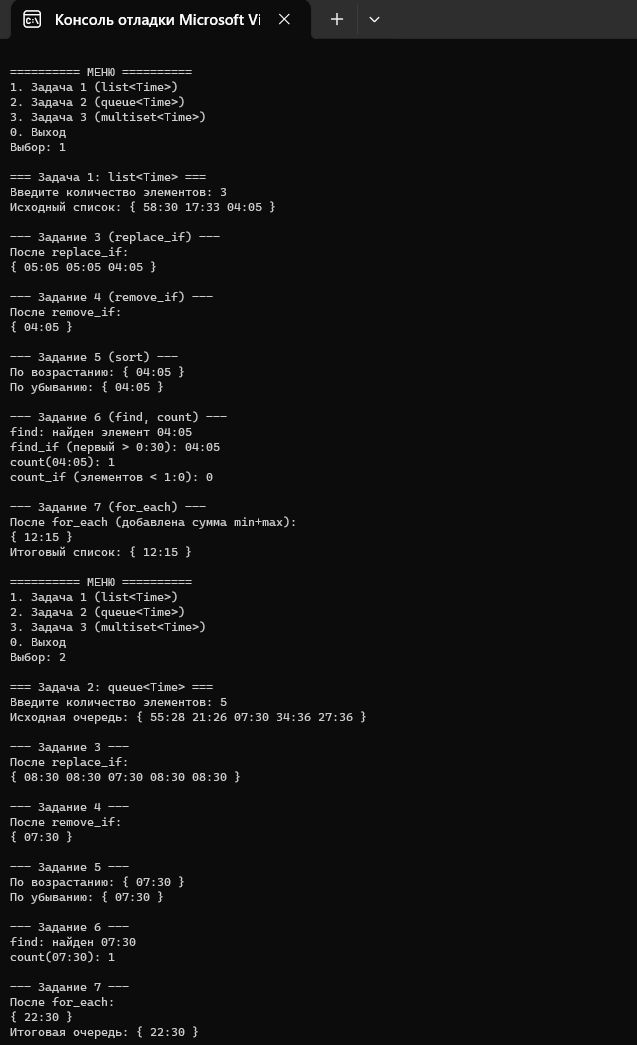 Консоль отладки Microsoft Vi
========== МЕНЮ ==========
1. Задача 1 (list<Time>)
2. Задача 2 (queue<Time>)
3. Задача 3 (multiset<Time>)
0. Выход
Выбор: 1
=== Задача 1: list<Time> ===
Введите количество элементов: 3
Исходный список: { 58:30 17:33 04:05 }
--- Задание 3 (replace_if) ---
После replace_if:
{ 05:05 05:05 04:05 }
--- Задание 4 (remove_if) ---
После remove_if:
{ 04:05 }
--- Задание 5 (sort) ---
По возрастанию: { 04:05 }
По убыванию: { 04:05 }
--- Задание 6 (find, count) ---
find: найден элемент 04:05
find_if (первый > 0:30): 04:05
count(04:05): 1
count_if (элементов < 1:0): 0
--- Задание 7 (for_each) ---
После for_each (добавлена сумма min+max):
{ 12:15 }
Итоговый список: { 12:15 }
========== МЕНЮ ==========
1. Задача 1 (list<Time>)
2. Задача 2 (queue<Time>)
3. Задача 3 (multiset<Time>)
0. Выход
Выбор: 2
=== Задача 2: queue<Time> ===
Введите количество элементов: 5
Исходная очередь: { 55:28 21:26 07:30 34:36 27:36 }
--- Задание 3 ---
После replace_if:
{ 08:30 08:30 07:30 08:30 08:30 }
--- Задание 4 ---
После remove_if:
{ 07:30 }
--- Задание 5 ---
По возрастанию: { 07:30 }
По убыванию: { 07:30 }
--- Задание 6 ---
find: найден 07:30
count(07:30): 1
--- Задание 7 ---
После for_each:
{ 22:30 }
Итоговая очередь: { 22:30 }